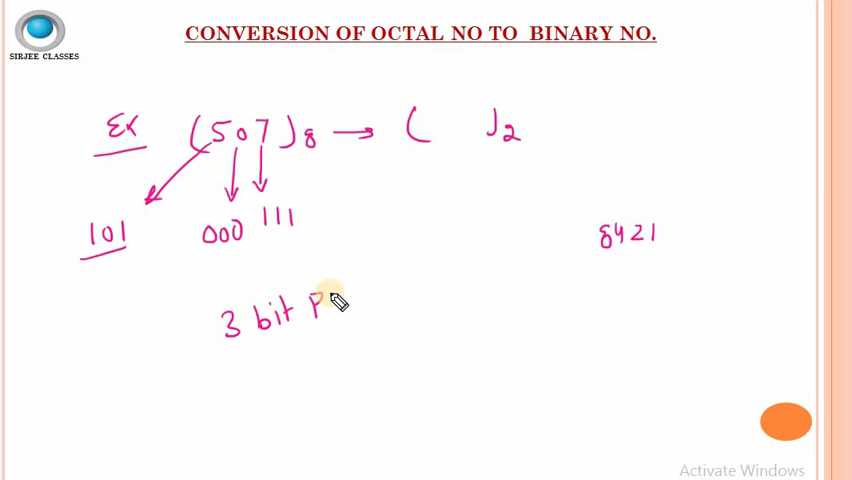 CONVERSION OF OCTAL NO TO BINARY NO.
SIRJEE CLASSES
Ex (507)8 → ( )2
101 000 111 8421
3 bit P
Activate Windows